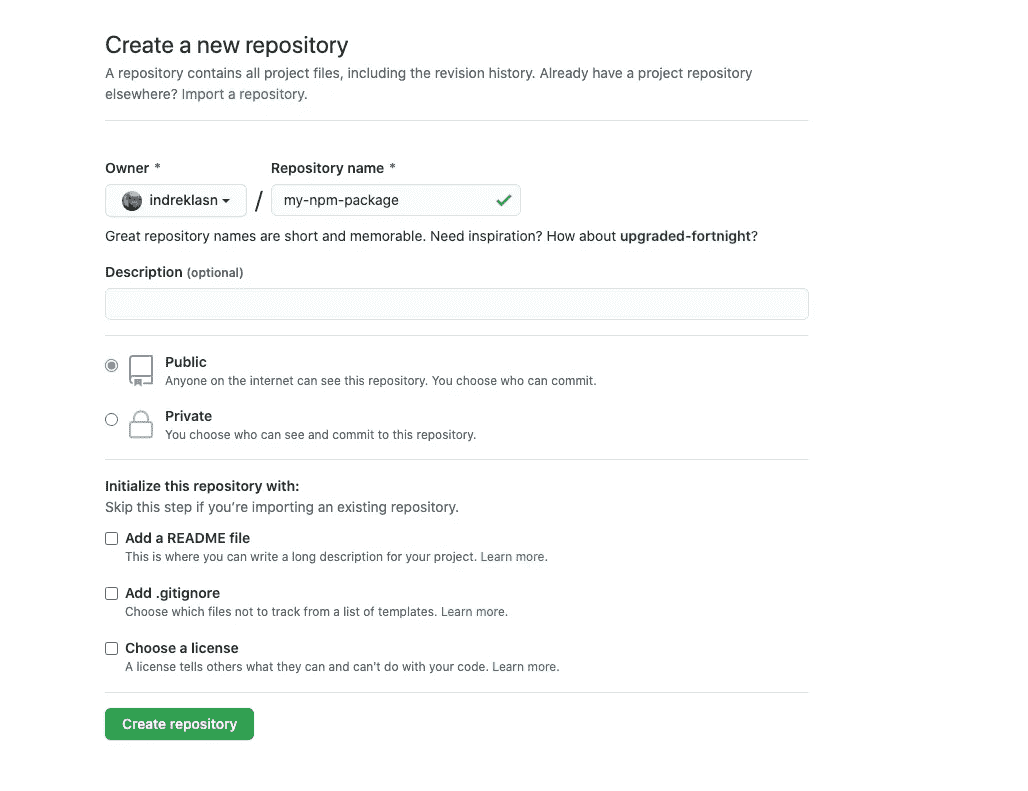 Create a new repository
A repository contains all project files, including the revision history. Already have a project repository
elsewhere? Import a repository.
Owner * Repository name *
indreklasn / my-npm-package
Great repository names are short and memorable. Need inspiration? How about upgraded-fortnight?
Description (optional)
Public
Anyone on the internet can see this repository. You choose who can commit.
Private
You choose who can see and commit to this repository.
Initialize this repository with:
Skip this step if you’re importing an existing repository.
Add a README file
This is where you can write a long description for your project. Learn more.
Add .gitignore
Choose which files not to track from a list of templates. Learn more.
Choose a license
A license tells others what they can and can't do with your code. Learn more.
Create repository